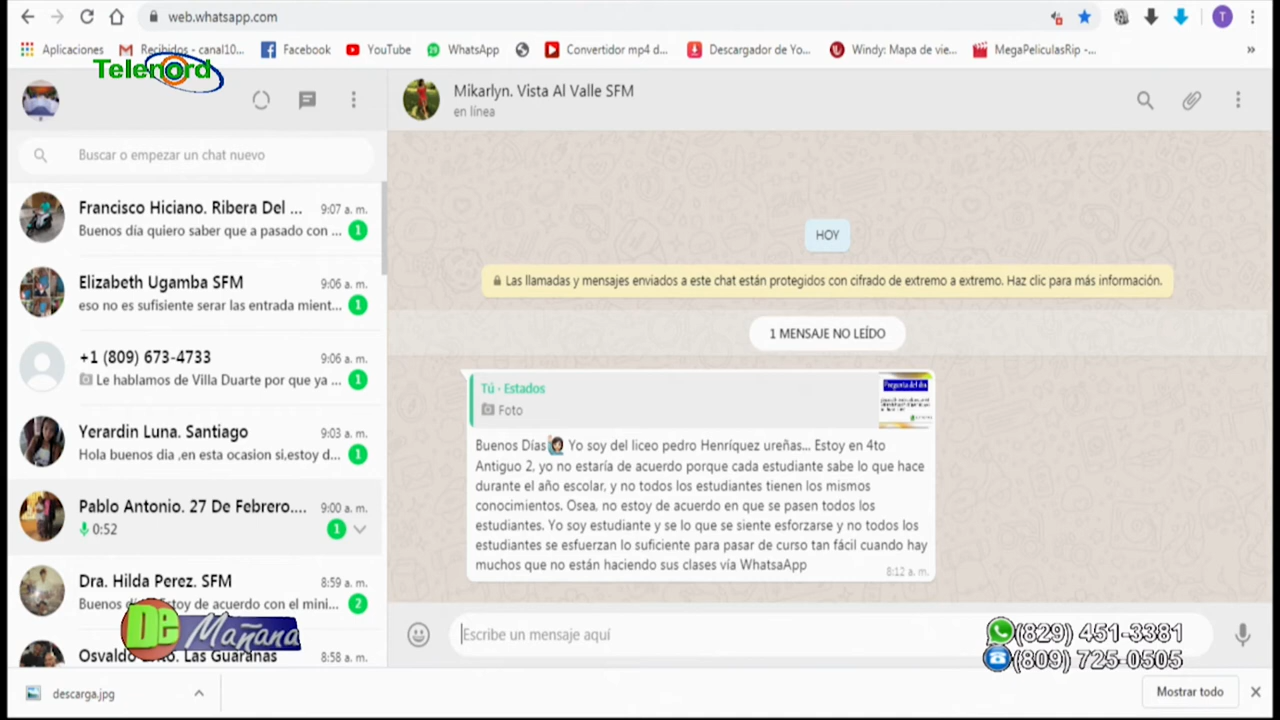 web.whatsapp.com
Aplicaciones
Recibidos - canal10...
Facebook
YouTube
WhatsApp
Convertidor mp4 d...
Descargador de Yo...
Windy: Mapa de vie...
MegaPeliculasRip -...
»
Telenord
Mikarlyn. Vista Al Valle SFM
en línea
Buscar o empezar un chat nuevo
Francisco Hiciano. Ribera Del ...
9:07 a. m.
Buenos día quiero saber que a pasado con ...
1
Elizabeth Ugamba SFM
9:06 a. m.
eso no es sufisiente serar las entrada mient...
1
+1 (809) 673-4733
9:06 a. m.
Le hablamos de Villa Duarte por que ya ...
1
Yerardin Luna. Santiago
9:03 a. m.
Hola buenos dia ,en esta ocasion si,estoy d...
1
Pablo Antonio. 27 De Febrero....
9:00 a. m.
0:52
1
Dra. Hilda Perez. SFM
8:59 a. m.
Buenos Estoy de acuerdo con el mini...
2
Osvaldo Las Guaranas
8:58 a. m.
De Mañana
HOY
Las llamadas y mensajes enviados a este chat están protegidos con cifrado de extremo a extremo. Haz clic para más información.
1 MENSAJE NO LEÍDO
Tú - Estados
Foto
Pregunta del día
Buenos Días Yo soy del liceo pedro Henríquez ureñas... Estoy en 4to
Antiguo 2, yo no estaría de acuerdo porque cada estudiante sabe lo que hace
durante el año escolar, y no todos los estudiantes tienen los mismos
conocimientos. Osea, no estoy de acuerdo en que se pasen todos los
estudiantes. Yo soy estudiante y se lo que se siente esforzarse y no todos los
estudiantes se esfuerzan lo suficiente para pasar de curso tan fácil cuando hay
muchos que no están haciendo sus clases vía WhatsaApp
8:12 a. m.
Escribe un mensaje aquí
(829) 451-3381
(809) 725-0505
descarga.jpg
Mostrar todo
T